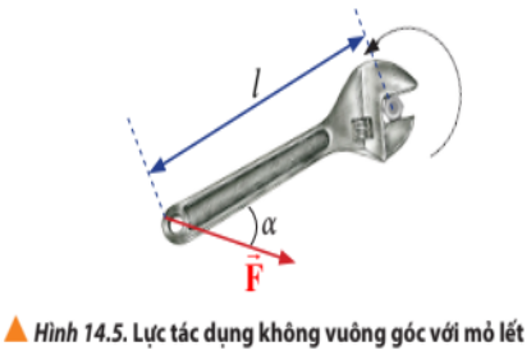 l
α
F⃗
Hình 14.5. Lực tác dụng không vuông góc với mỏ lết